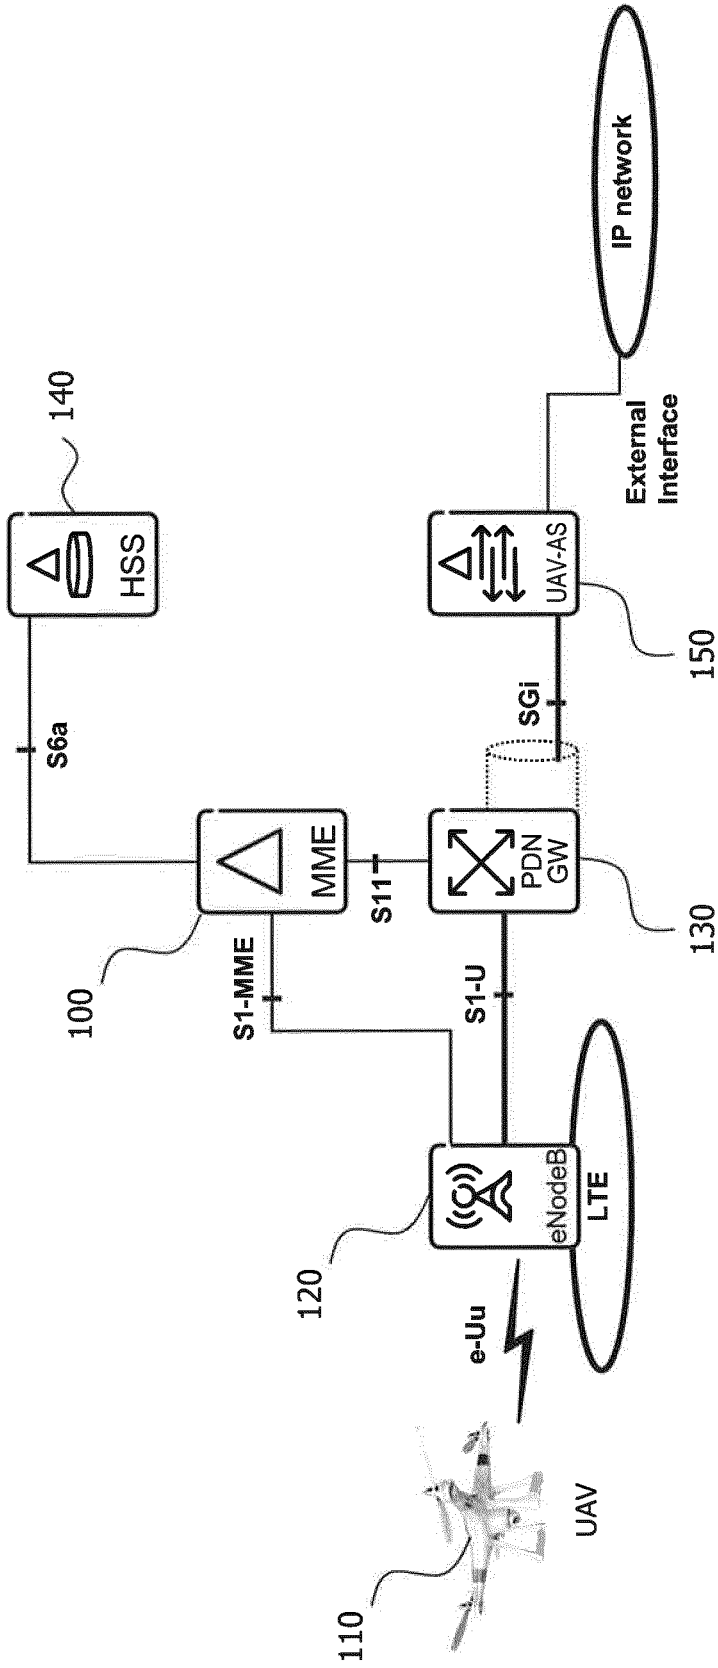 140
HSS
S6a
100
MME
S1-MME
S11
120
eNodeB
LTE
e-Uu
110
UAV
S1-U
PDN
GW
130
SGi
UAV-AS
150
External
Interface
IP network